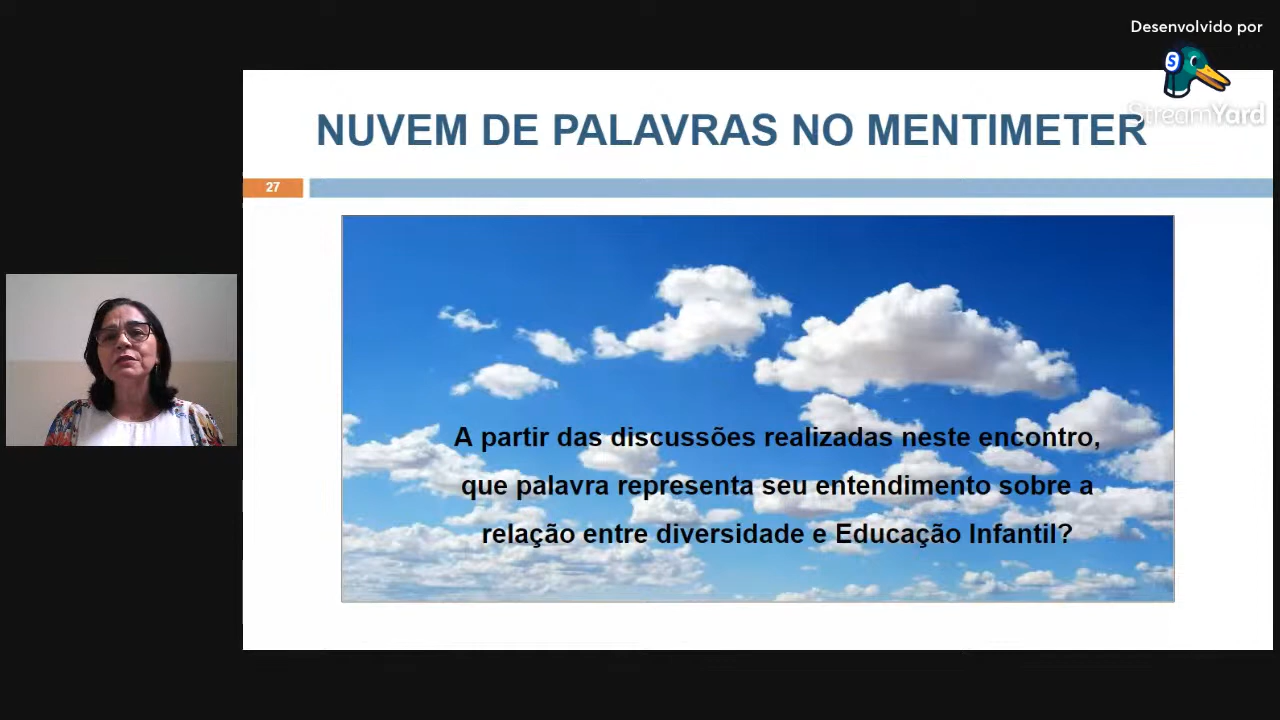 Desenvolvido por
S
StreamYard
NUVEM DE PALAVRAS NO MENTIMETER
27
A partir das discussões realizadas neste encontro,
que palavra representa seu entendimento sobre a
relação entre diversidade e Educação Infantil?